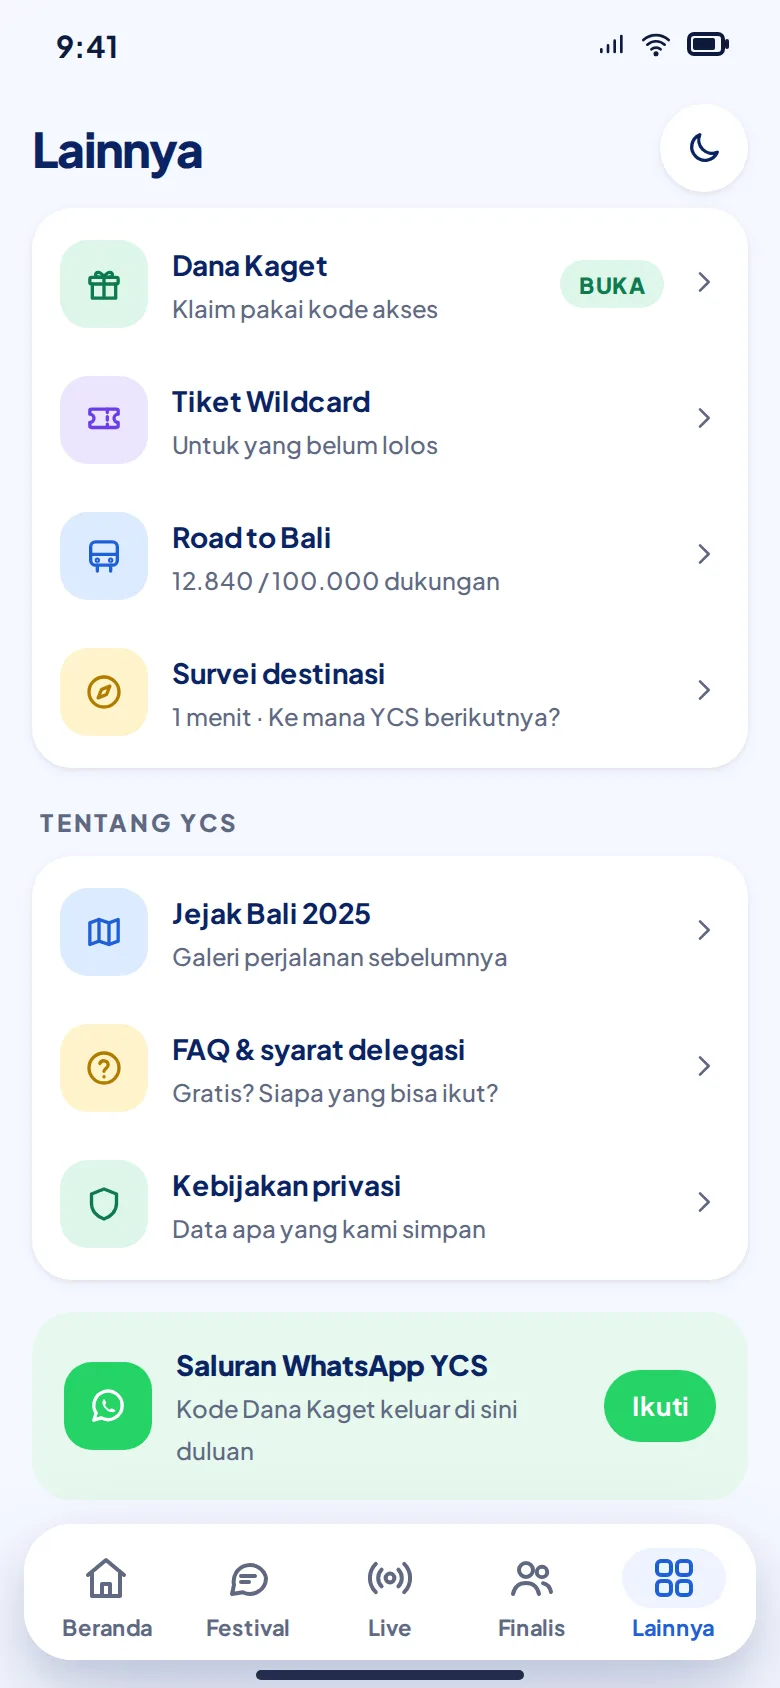 9:41
Lainnya
Dana Kaget
Klaim pakai kode akses
BUKA
Tiket Wildcard
Untuk yang belum lolos
Road to Bali
12.840 / 100.000 dukungan
Survei destinasi
1 menit · Ke mana YCS berikutnya?
TENTANG YCS
Jejak Bali 2025
Galeri perjalanan sebelumnya
FAQ & syarat delegasi
Gratis? Siapa yang bisa ikut?
Kebijakan privasi
Data apa yang kami simpan
Saluran WhatsApp YCS
Kode Dana Kaget keluar di sini
duluan
Ikuti
Beranda
Festival
Live
Finalis
Lainnya